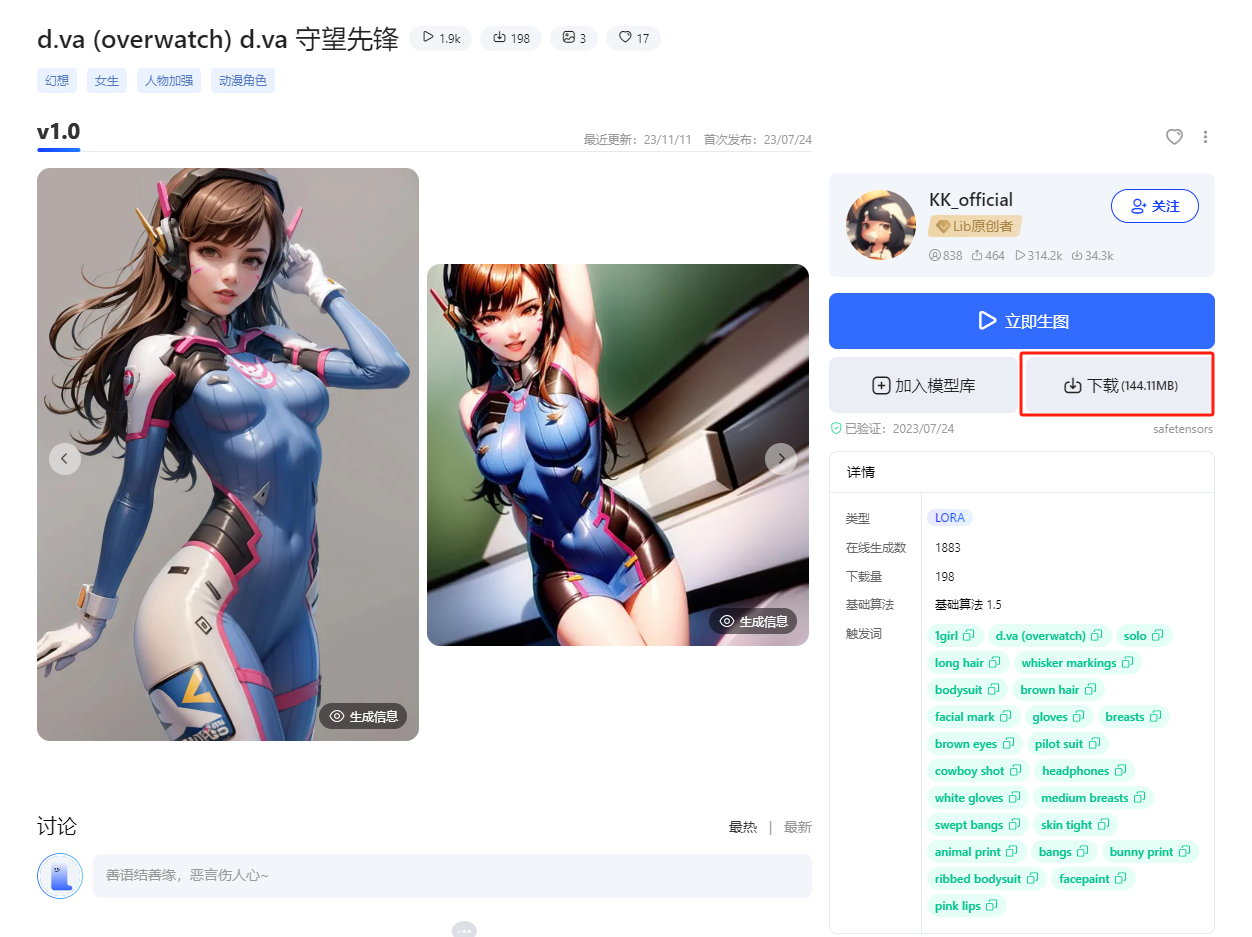 d.va (overwatch) d.va 守望先锋 1.9k 198 3 17
幻想 女生 人物加强 动漫角色
v1.0
最近更新：23/11/11 首次发布：23/07/24
生成信息
生成信息
KK_official
关注
Lib原创者
838 464 314.2k 34.3k
立即生图
加入模型库
下载 (144.11MB)
已验证：2023/07/24
safetensors
详情
类型 LORA
在线生成数 1883
下载量 198
基础算法 基础算法 1.5
触发词 1girl d.va (overwatch) solo
long hair whisker markings
bodysuit brown hair
facial mark gloves breasts
brown eyes pilot suit
cowboy shot headphones
white gloves medium breasts
swept bangs skin tight
animal print bangs bunny print
ribbed bodysuit facepaint
pink lips
讨论
最热 | 最新
善语结善缘，恶言伤人心~